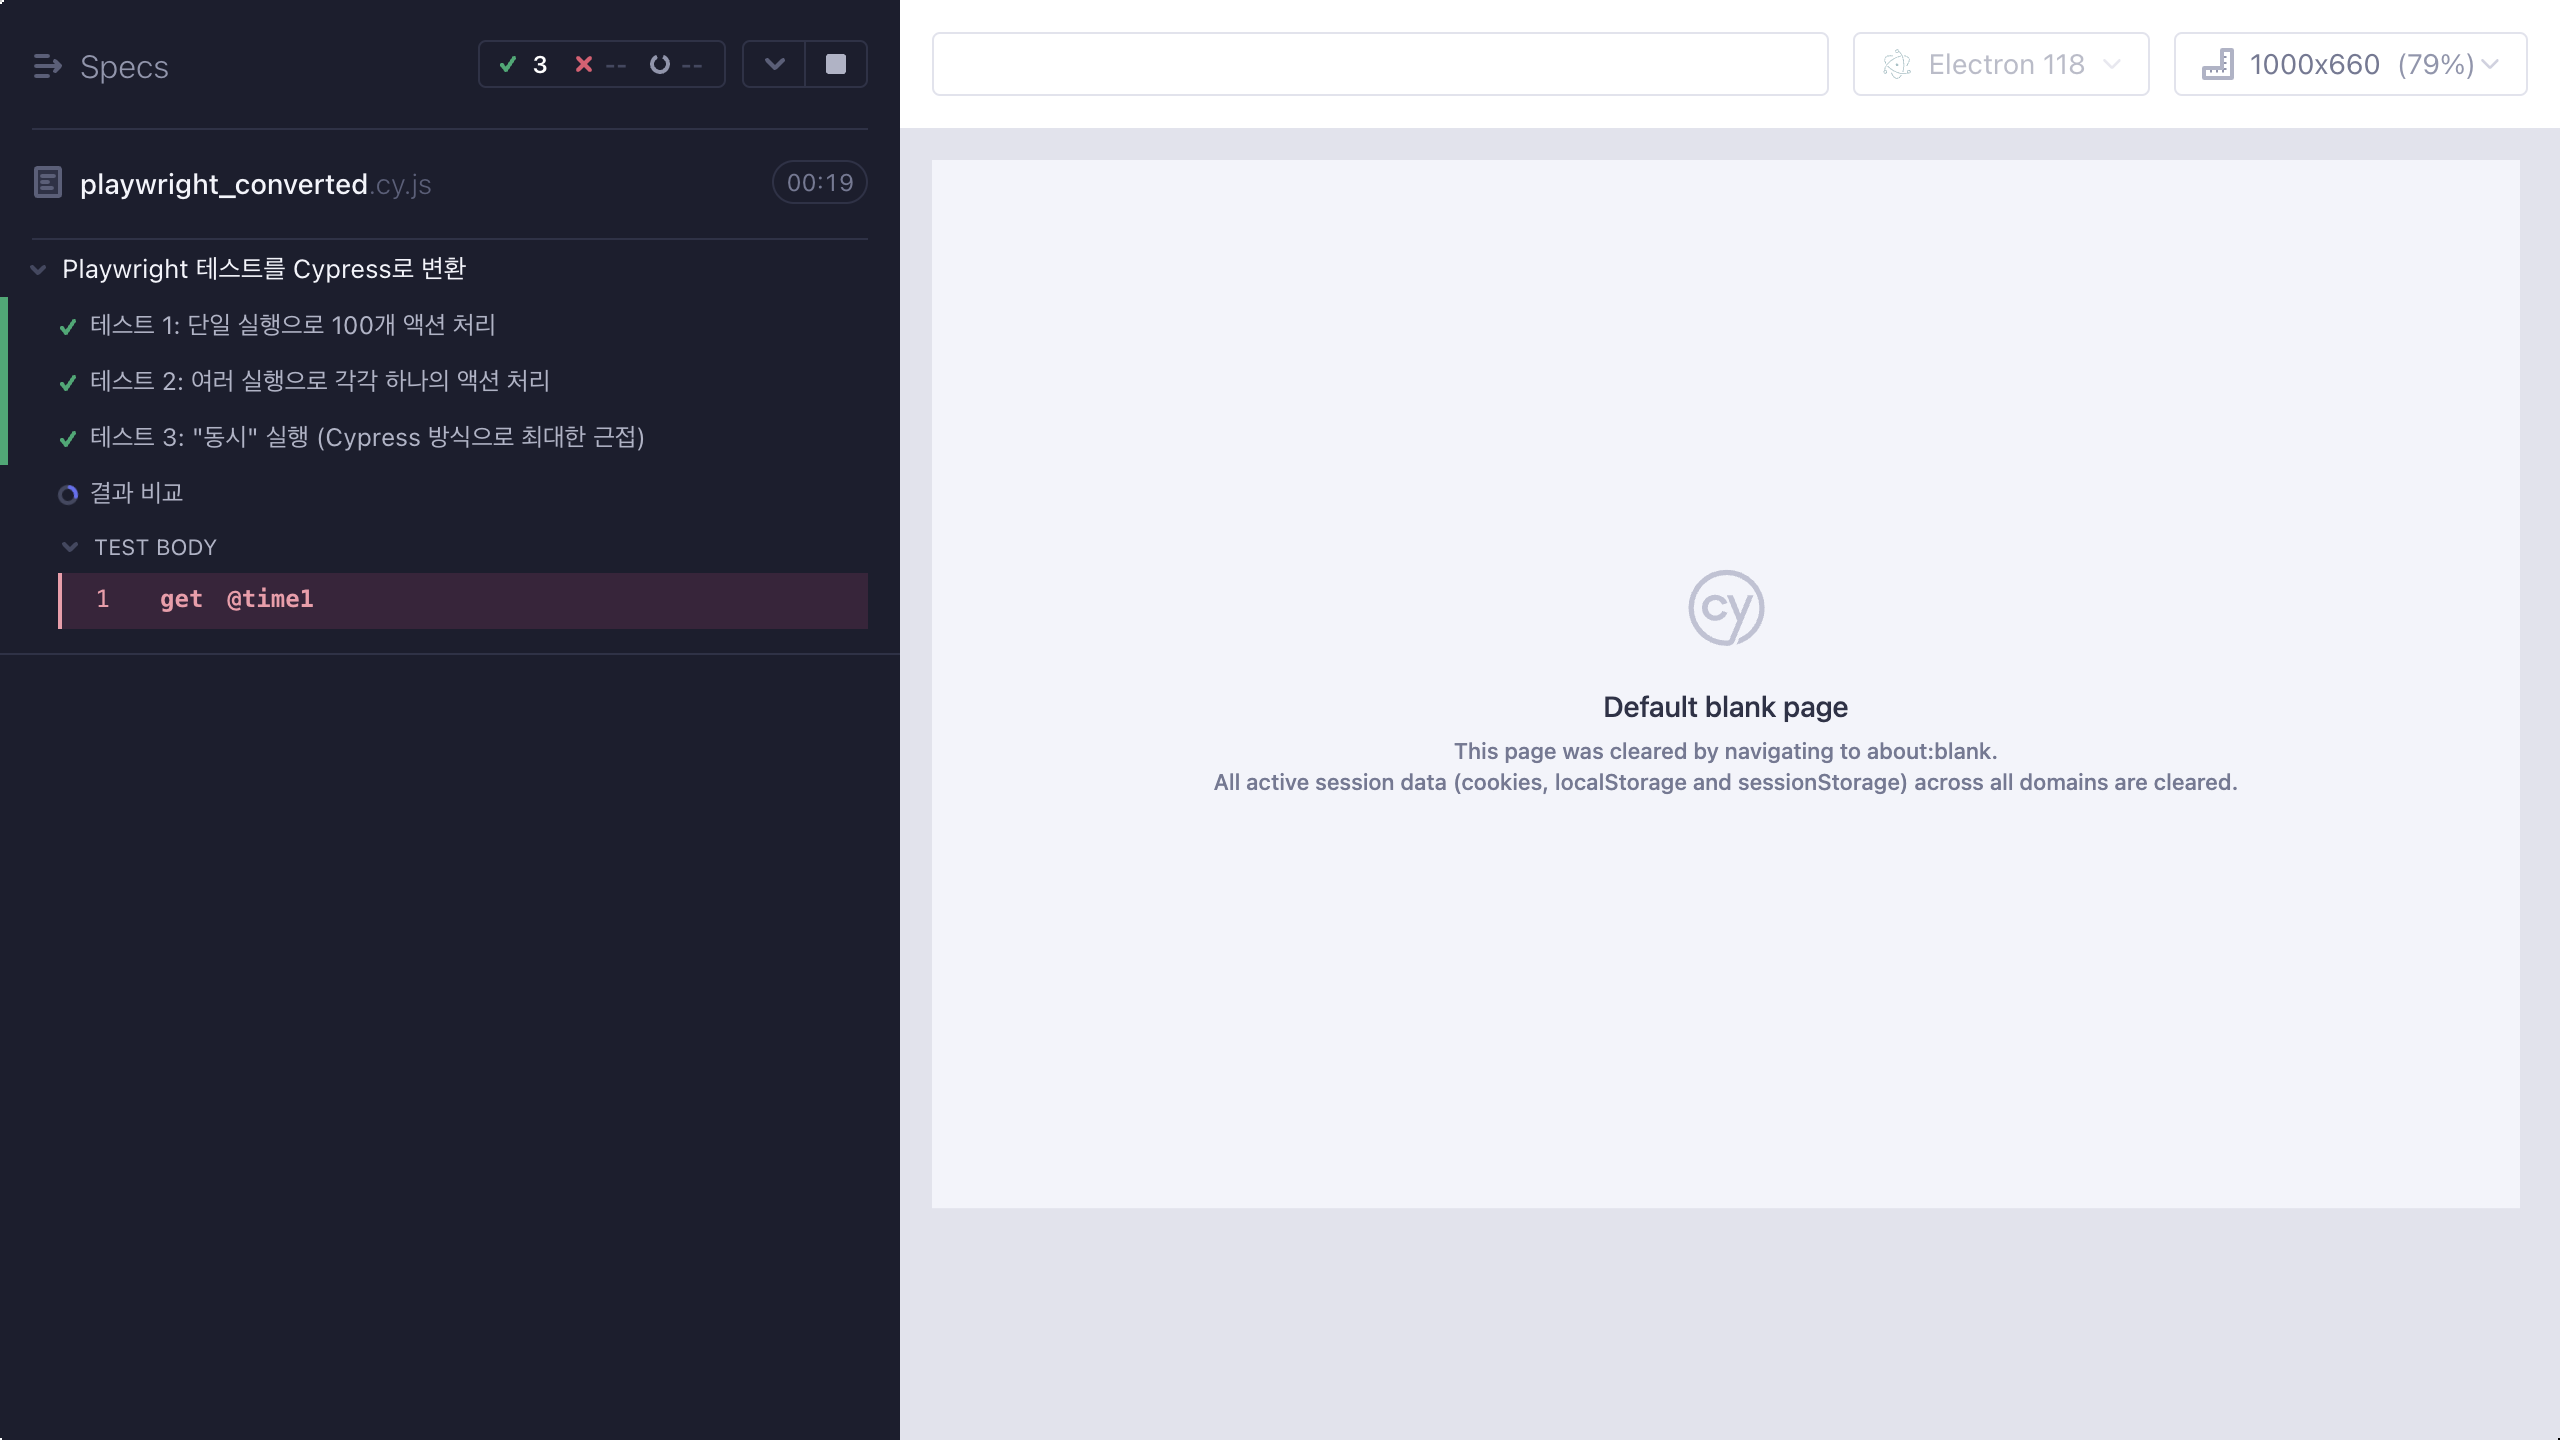 Specs
3 -- --
playwright_converted.cy.js
00:19
Playwright 테스트를 Cypress로 변환
테스트 1: 단일 실행으로 100개 액션 처리
테스트 2: 여러 실행으로 각각 하나의 액션 처리
테스트 3: "동시" 실행 (Cypress 방식으로 최대한 근접)
결과 비교
TEST BODY
1 get @time1
Electron 118
1000x660 (79%)
cy
Default blank page
This page was cleared by navigating to about:blank.
All active session data (cookies, localStorage and sessionStorage) across all domains are cleared.